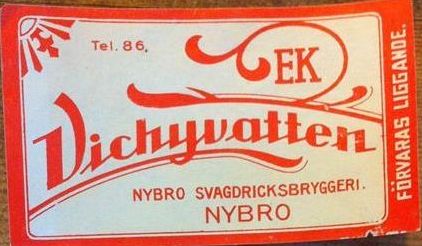 Tel. 86.
EK
Vichyvatten
NYBRO SVAGDRICKSBRYGGERI.
NYBRO
FÖRVARAS LIGGANDE.